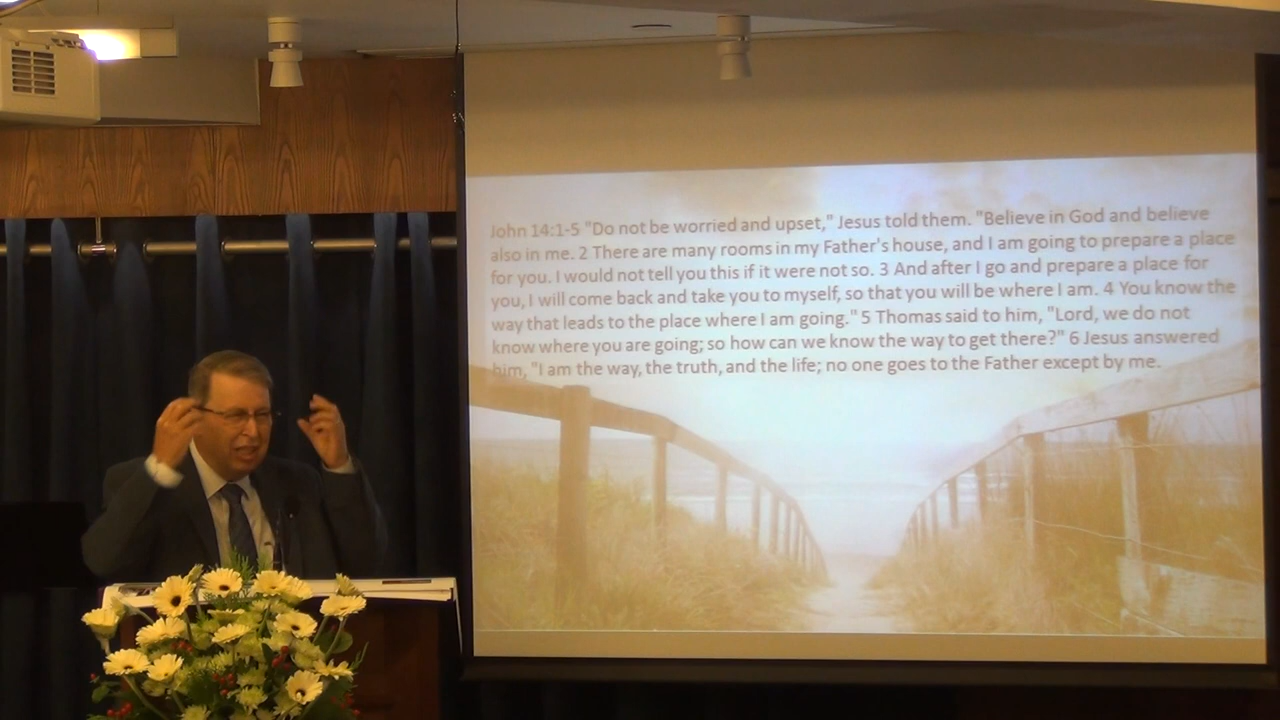 John 14:1-5 "Do not be worried and upset," Jesus told them. "Believe in God and believe
also in me. 2 There are many rooms in my Father's house, and I am going to prepare a place
for you. I would not tell you this if it were not so. 3 And after I go and prepare a place for
you, I will come back and take you to myself, so that you will be where I am. 4 You know the
way that leads to the place where I am going." 5 Thomas said to him, "Lord, we do not
know where you are going; so how can we know the way to get there?" 6 Jesus answered
him, "I am the way, the truth, and the life; no one goes to the Father except by me.